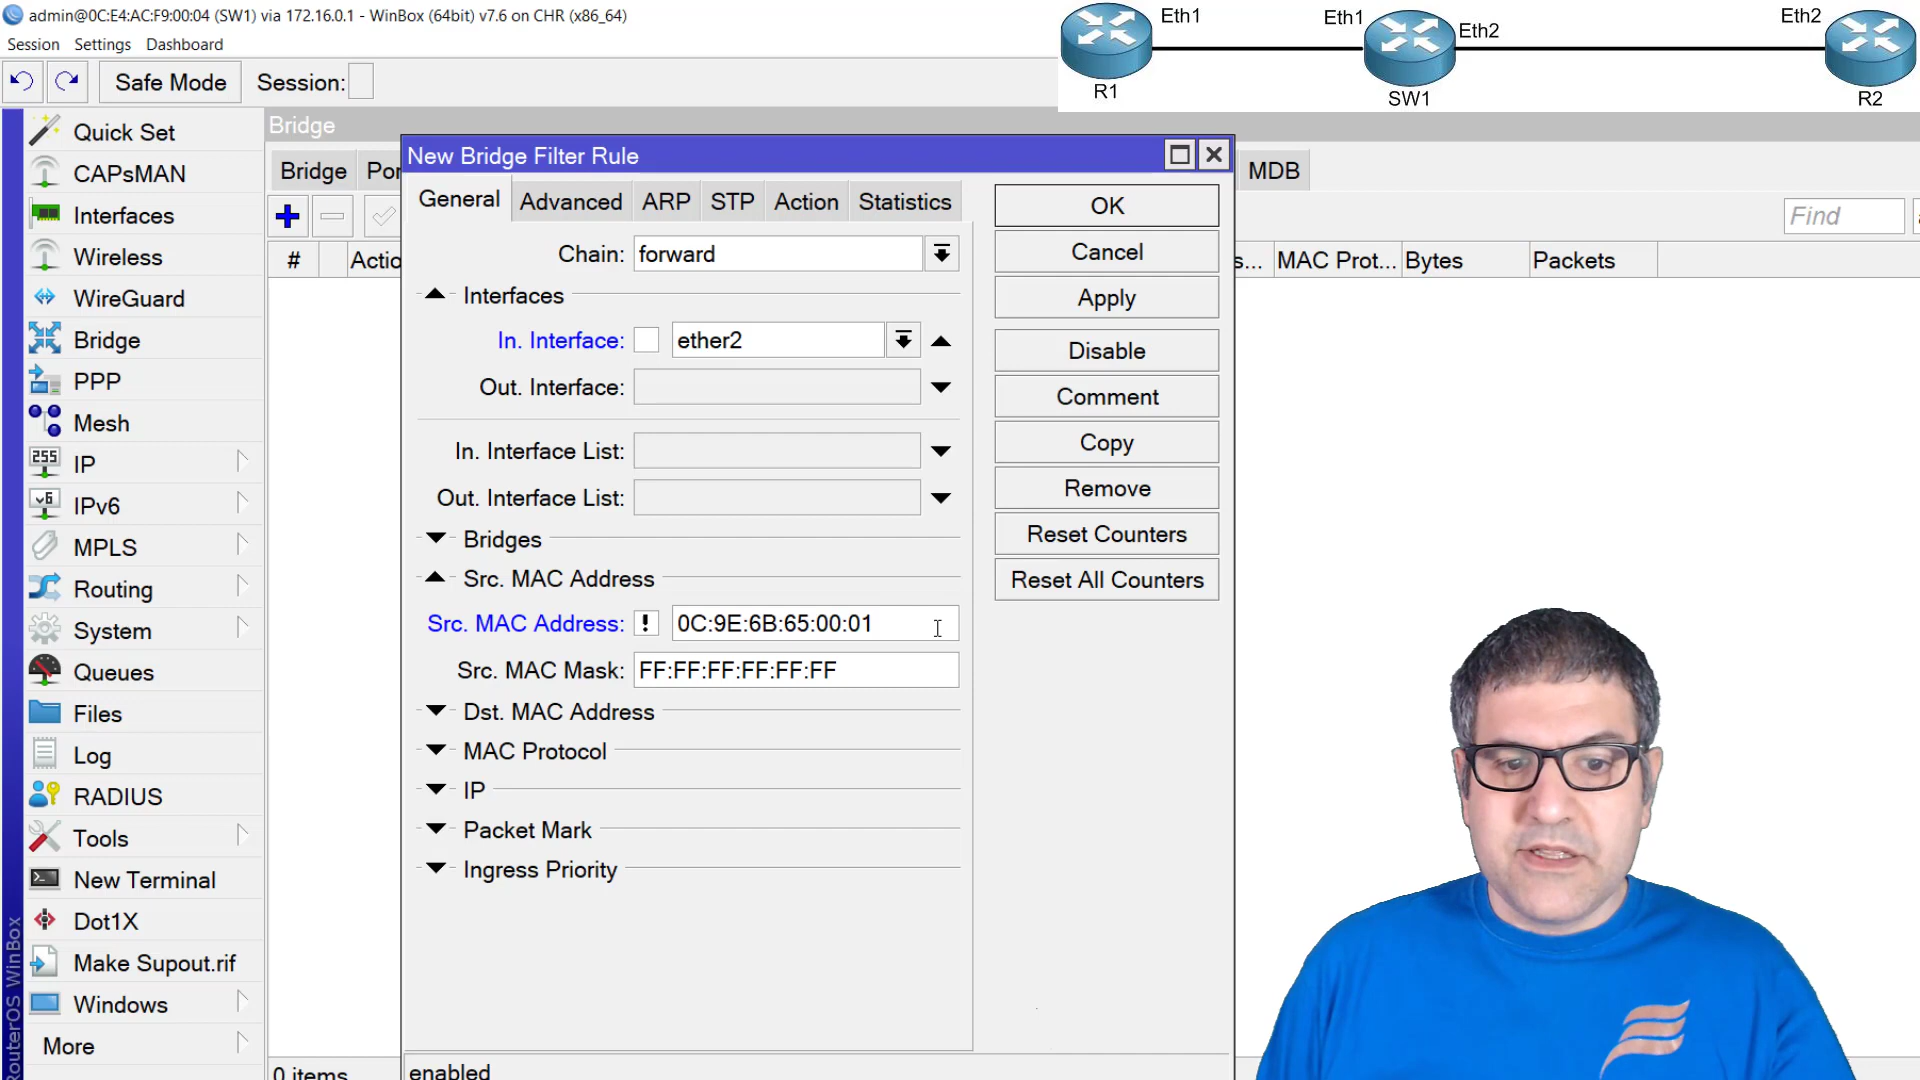 admin@0C:E4:AC:F9:00:04 (SW1) via 172.16.0.1 - WinBox (64bit) v7.6 on CHR (x86_64)
Session Settings Dashboard
Safe Mode Session:
Eth1 Eth1 Eth2 Eth2
R1 SW1 R2
Quick Set
CAPsMAN
Interfaces
Wireless
WireGuard
Bridge
PPP
Mesh
255 IP
v6 IPv6
MPLS
Routing
System
Queues
Files
Log
RADIUS
Tools
New Terminal
Dot1X
Make Supout.rif
Windows
More
RouterOS WinBox
Bridge
Bridge Por MDB
Find
# Actio s... MAC Prot... Bytes Packets
0 items
New Bridge Filter Rule
General Advanced ARP STP Action Statistics
Chain: forward
Interfaces
In. Interface: ether2
Out. Interface:
In. Interface List:
Out. Interface List:
Bridges
Src. MAC Address
Src. MAC Address: ! 0C:9E:6B:65:00:01
Src. MAC Mask: FF:FF:FF:FF:FF:FF
Dst. MAC Address
MAC Protocol
IP
Packet Mark
Ingress Priority
enabled
OK
Cancel
Apply
Disable
Comment
Copy
Remove
Reset Counters
Reset All Counters